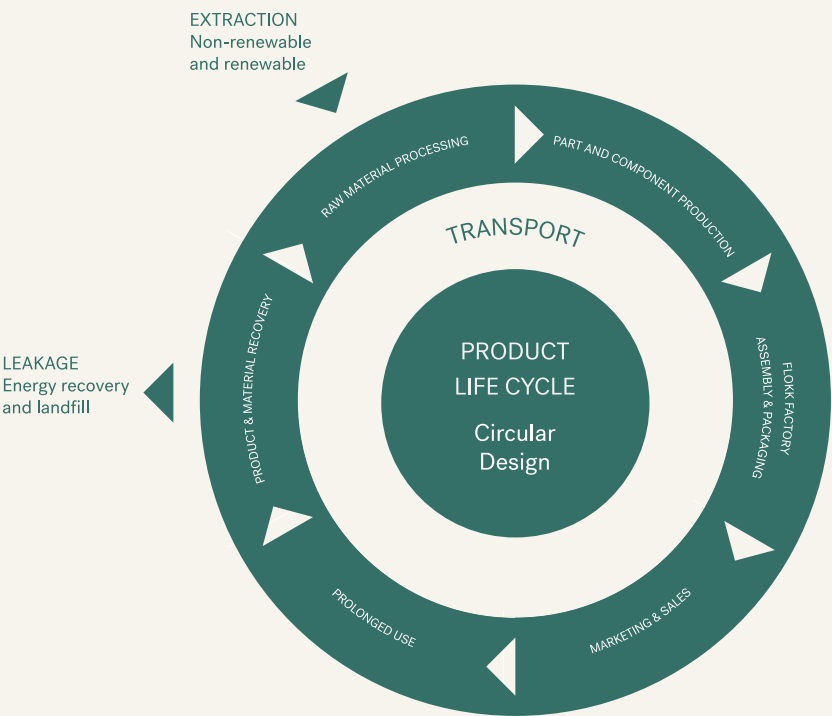 EXTRACTION
Non-renewable
and renewable
RAW MATERIAL PROCESSING
PART AND COMPONENT PRODUCTION
TRANSPORT
PRODUCT
LIFE CYCLE
Circular
Design
FLOKK FACTORY
ASSEMBLY & PACKAGING
MARKETING & SALES
PROLONGED USE
PRODUCT & MATERIAL RECOVERY
LEAKAGE
Energy recovery
and landfill